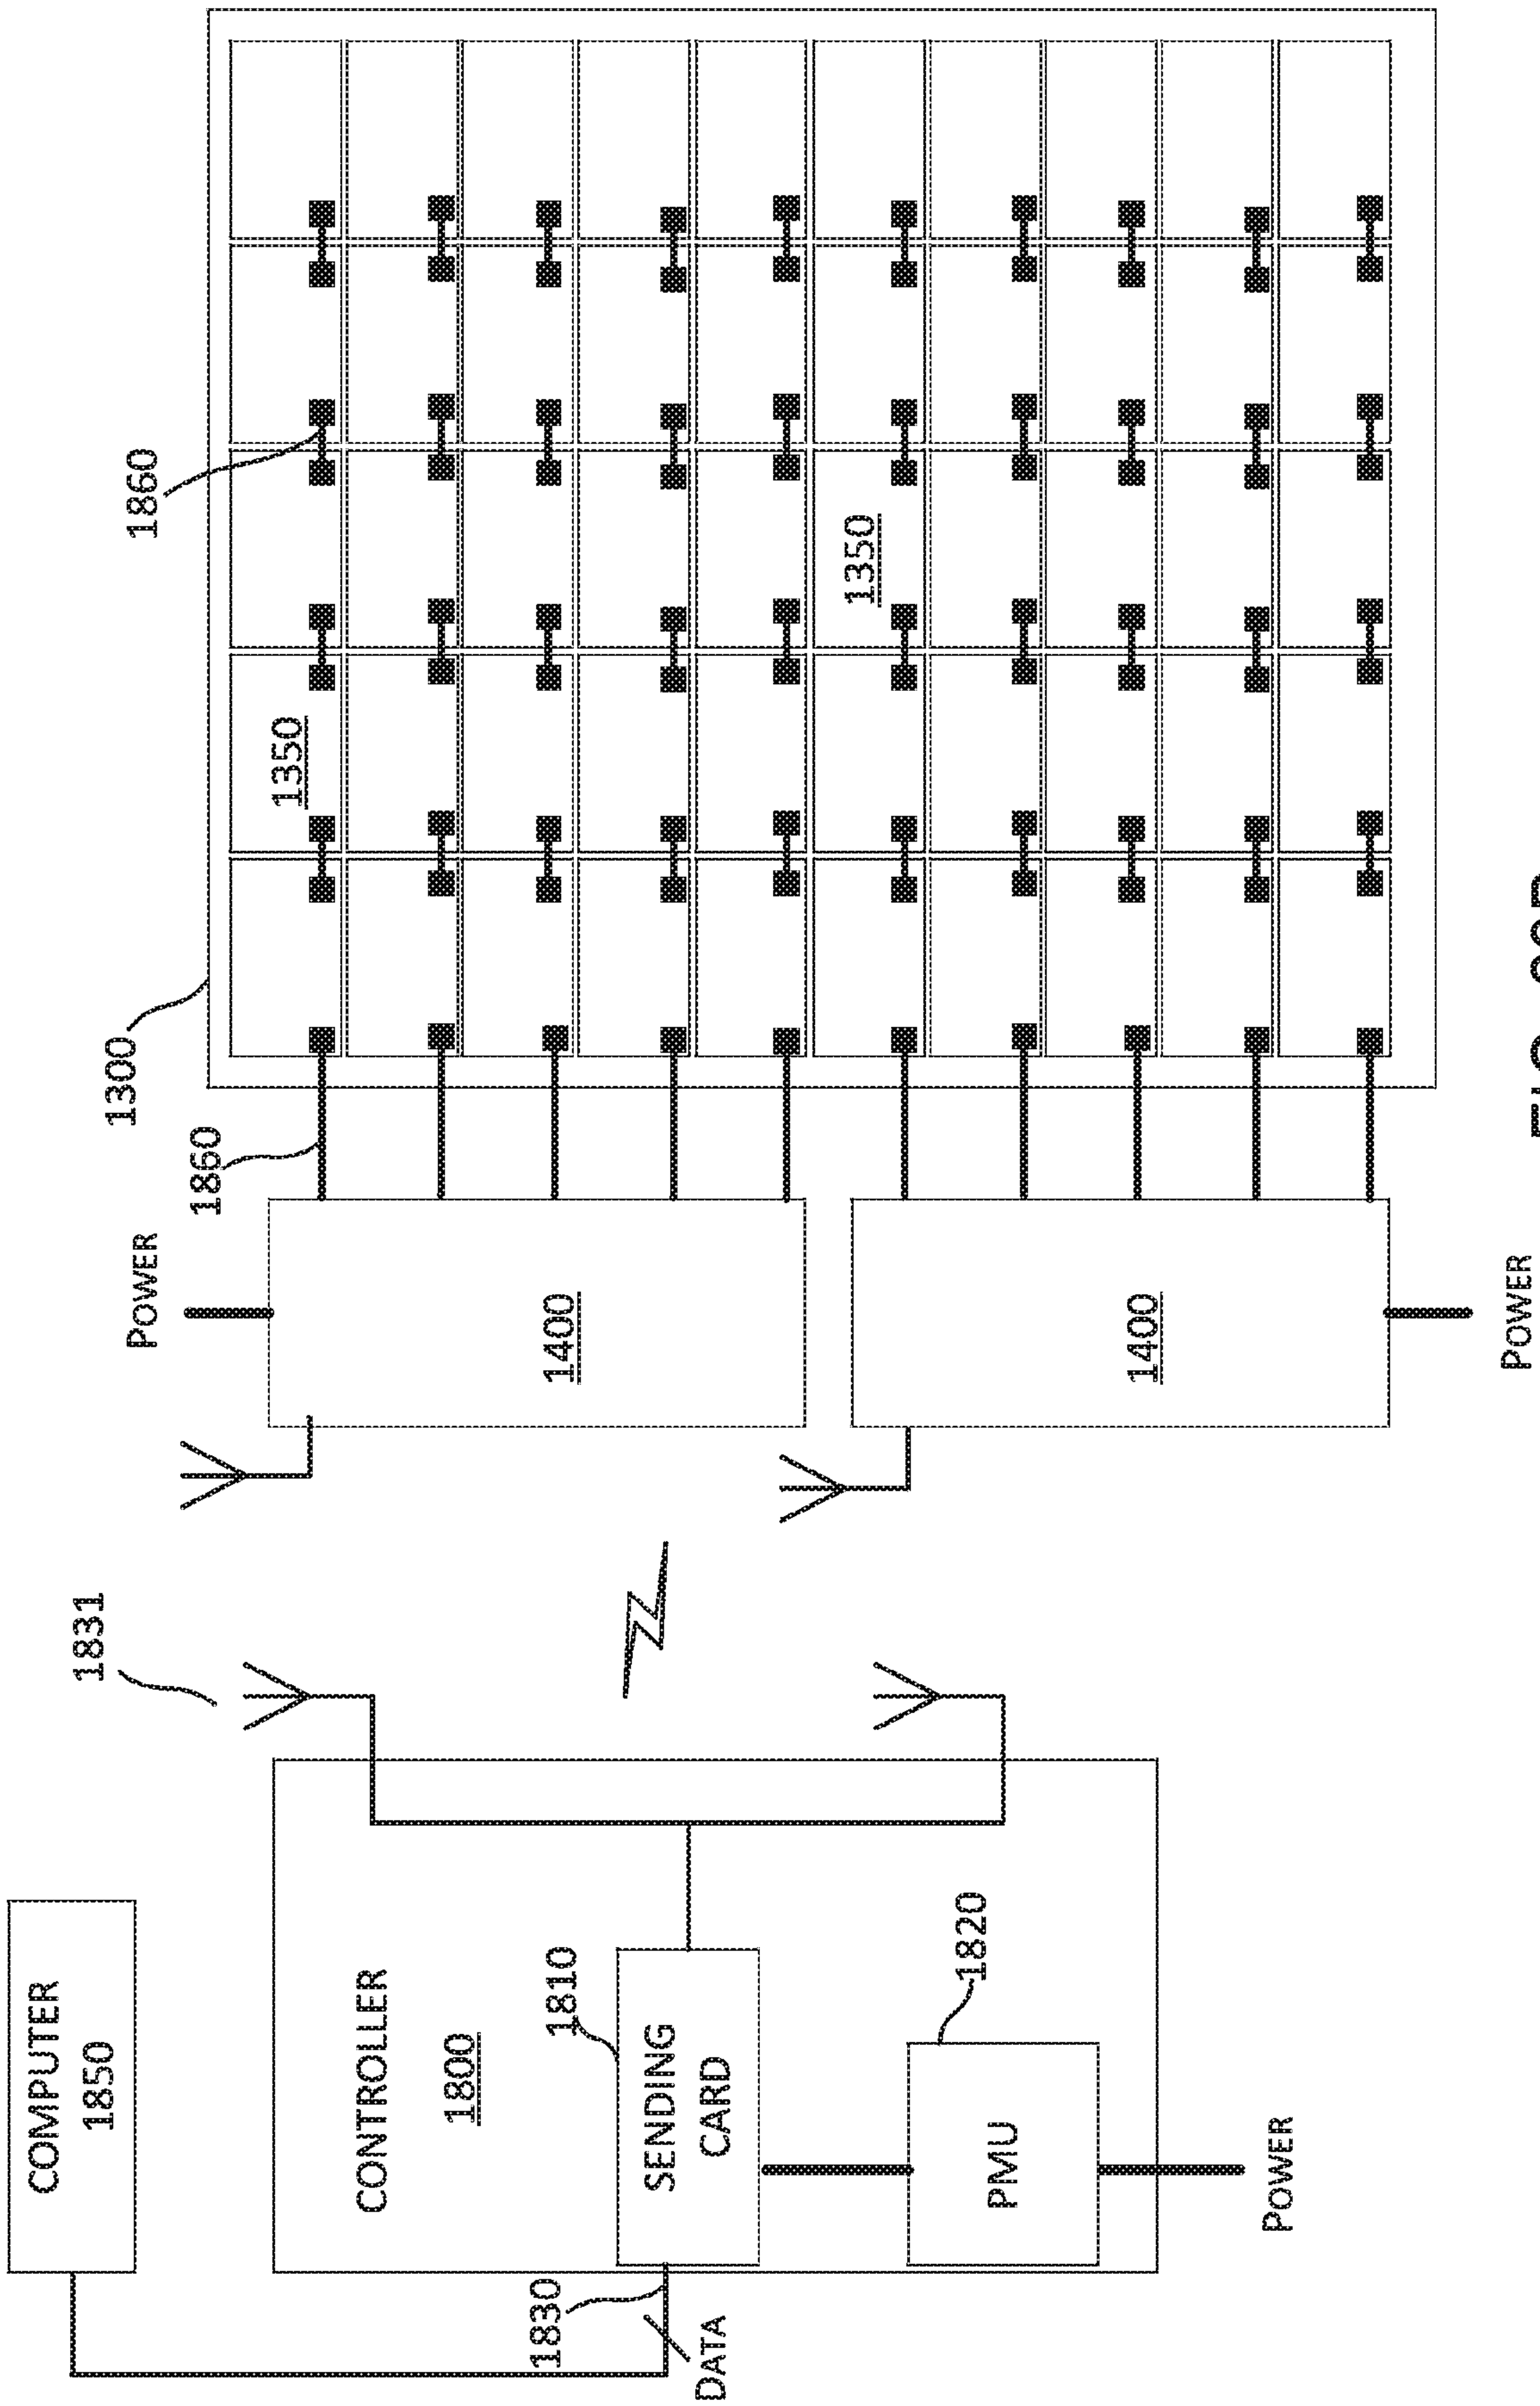 COMPUTER
1850
1831
1300
POWER
1860
1860
1350
CONTROLLER
1800
1830
1810
1400
SENDING
CARD
DATA
1350
1820
PMU
1400
POWER
POWER